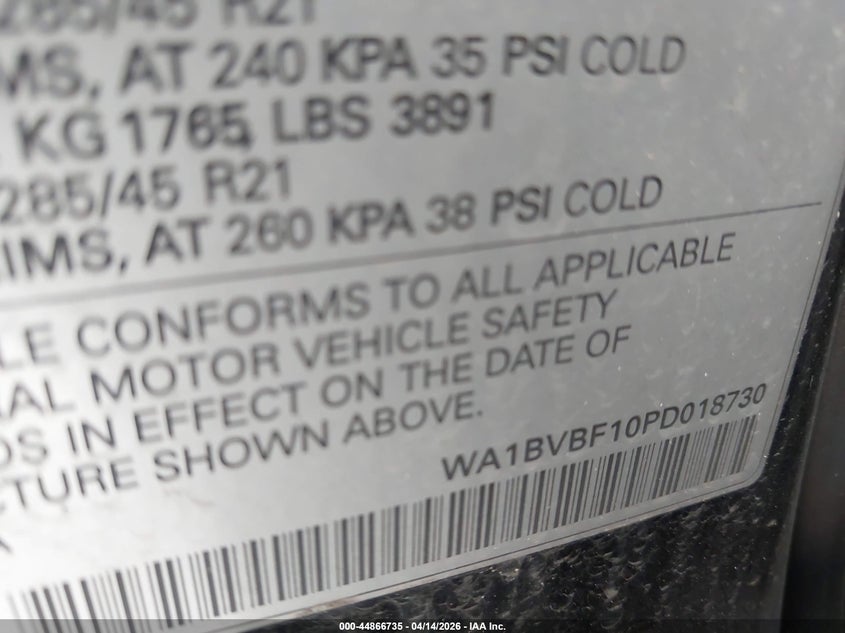 285/45 R21
IMS, AT 240 KPA 35 PSI COLD
KG 1765 LBS 3891
285/45 R21
IMS, AT 260 KPA 38 PSI COLD
LE CONFORMS TO ALL APPLICABLE
AL MOTOR VEHICLE SAFETY
DS IN EFFECT ON THE DATE OF
CTURE SHOWN ABOVE.
WA1BVBF10PD018730
000-44866735 - 04/14/2026 - IAA Inc.